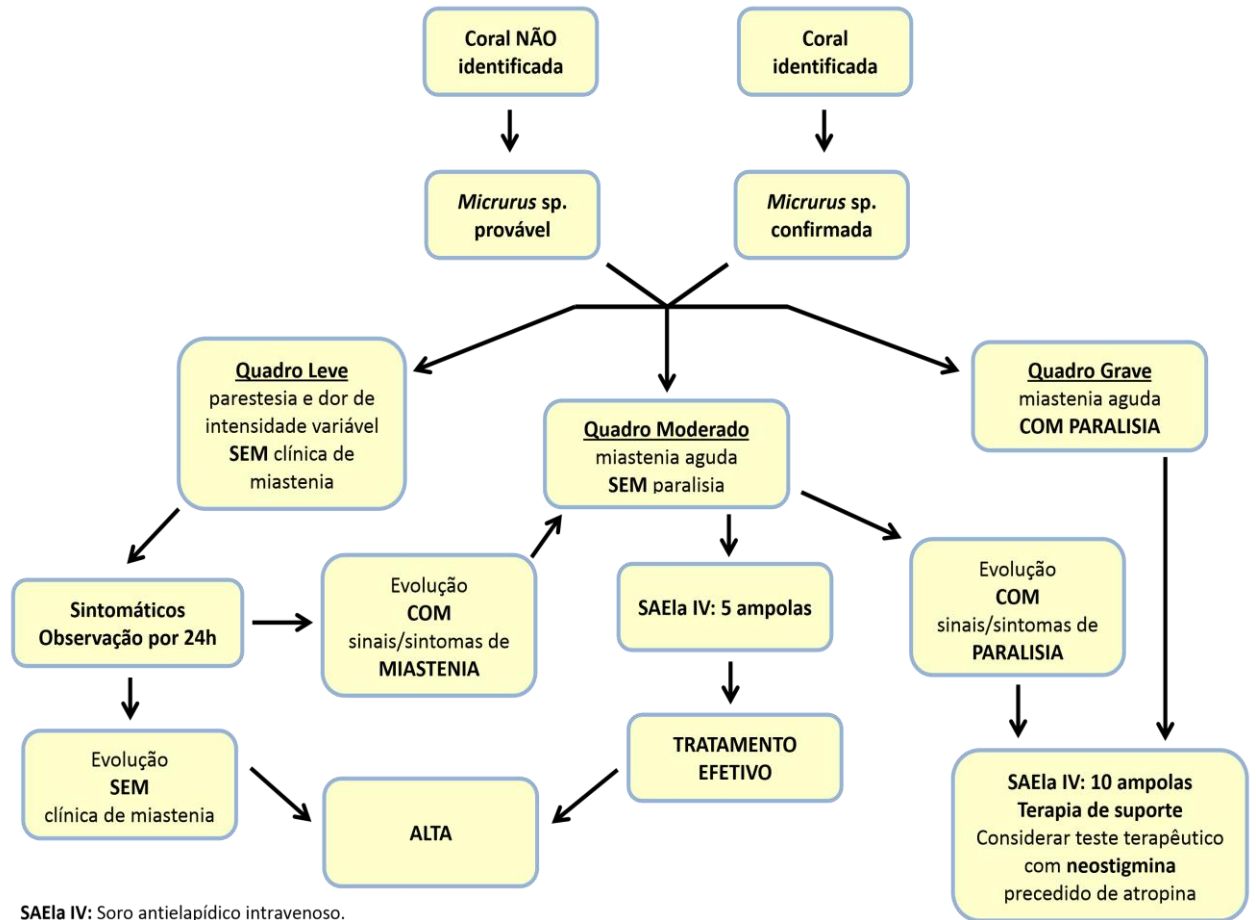 Coral NÃO
identificada
Coral
identificada
Micrurus sp.
provável
Micrurus sp.
confirmada
Quadro Leve
parestesia e dor de
intensidade variável
SEM clínica de
miastenia
Quadro Moderado
miastenia aguda
SEM paralisia
Quadro Grave
miastenia aguda
COM PARALISIA
Sintomáticos
Observação por 24h
Evolução
COM
sinais/sintomas de
MIASTENIA
SAEla IV: 5 ampolas
Evolução
COM
sinais/sintomas de
PARALISIA
Evolução
SEM
clínica de miastenia
ALTA
TRATAMENTO
EFETIVO
SAEla IV: 10 ampolas
Terapia de suporte
Considerar teste terapêutico
com neostigmina
precedido de atropina
SAEla IV: Soro antielapídico intravenoso.